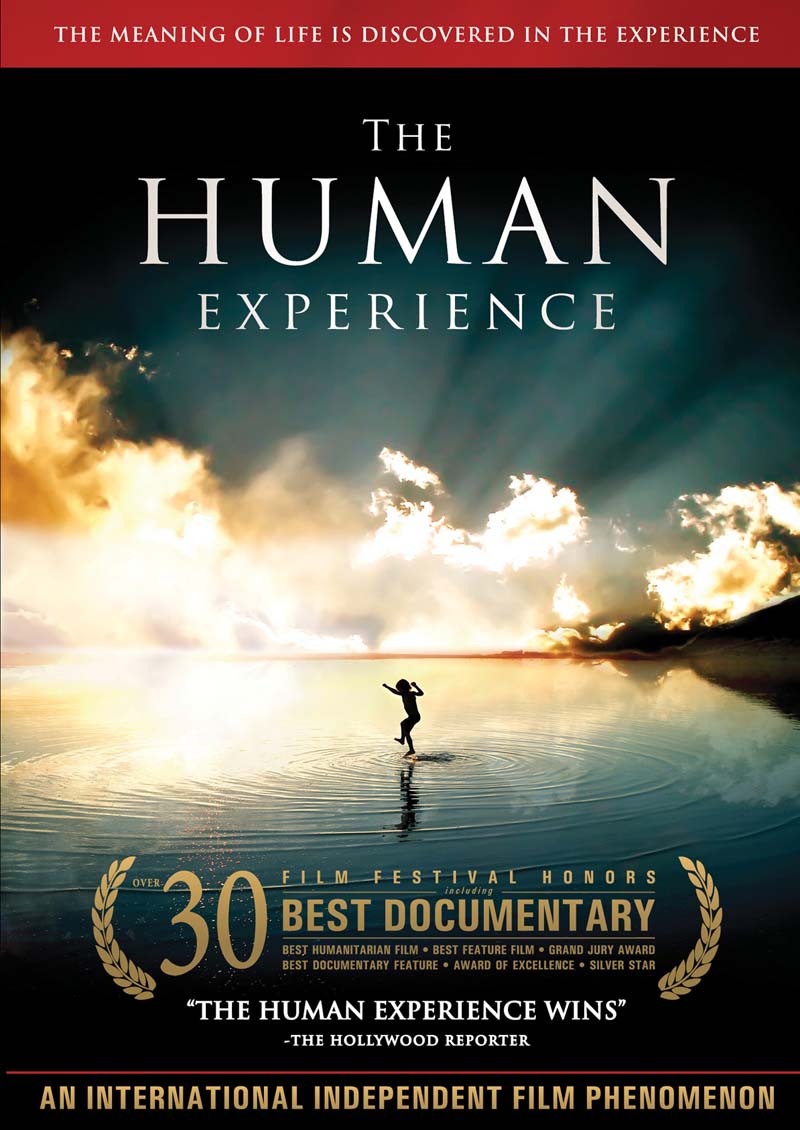 THE MEANING OF LIFE IS DISCOVERED IN THE EXPERIENCE
THE
HUMAN
EXPERIENCE
OVER
30
FILM FESTIVAL HONORS
including
BEST DOCUMENTARY
BEST HUMANITARIAN FILM • BEST FEATURE FILM • GRAND JURY AWARD
BEST DOCUMENTARY FEATURE • AWARD OF EXCELLENCE • SILVER STAR
“THE HUMAN EXPERIENCE WINS”
-THE HOLLYWOOD REPORTER
AN INTERNATIONAL INDEPENDENT FILM PHENOMENON